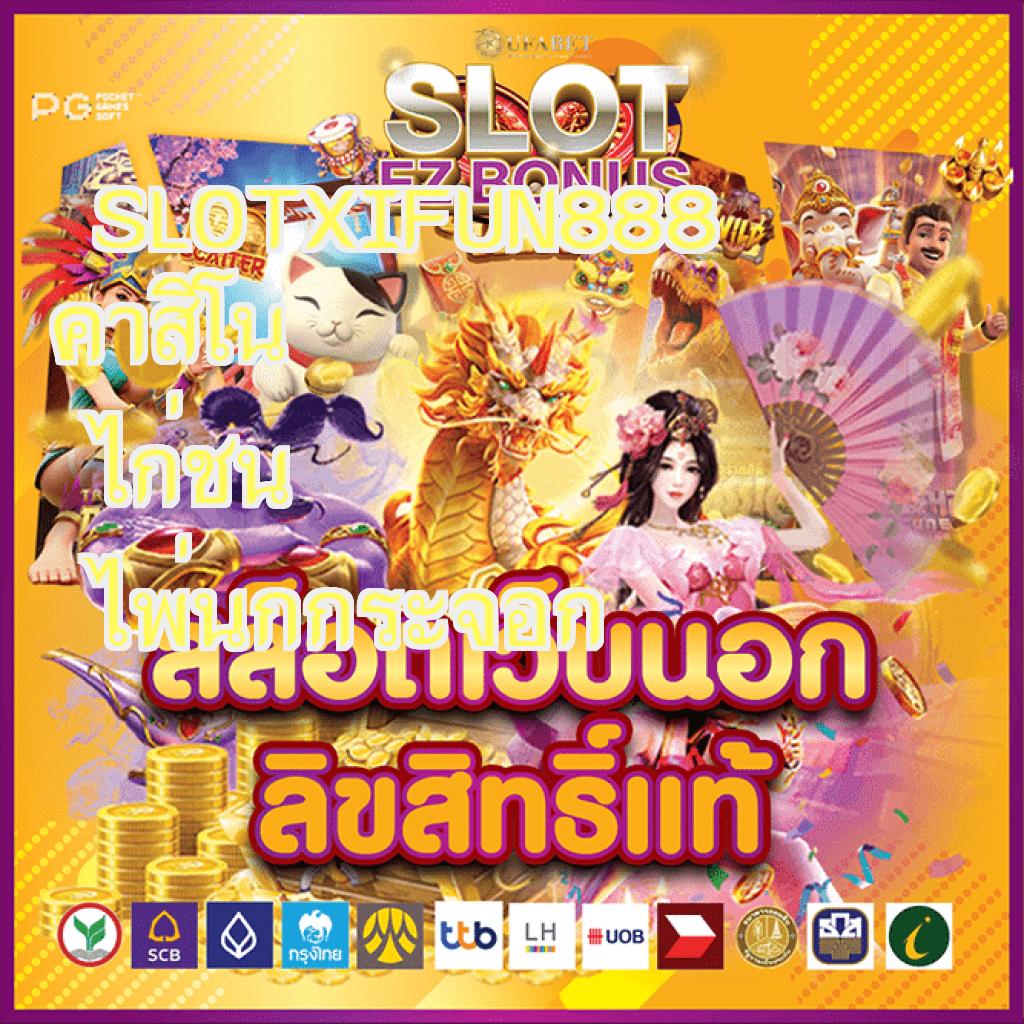 UFABET
SLOT
EZ BONUS
PG POCKET GAMES SOFT
SLOTXIFUN888
WILD
คาสิโน
ไก่ชน
ไพ่นกกระจอก
สล็อตเว็บนอก
ลิขสิทธิ์แท้
SCB
กรุงไทย
ttb
LH
UOB